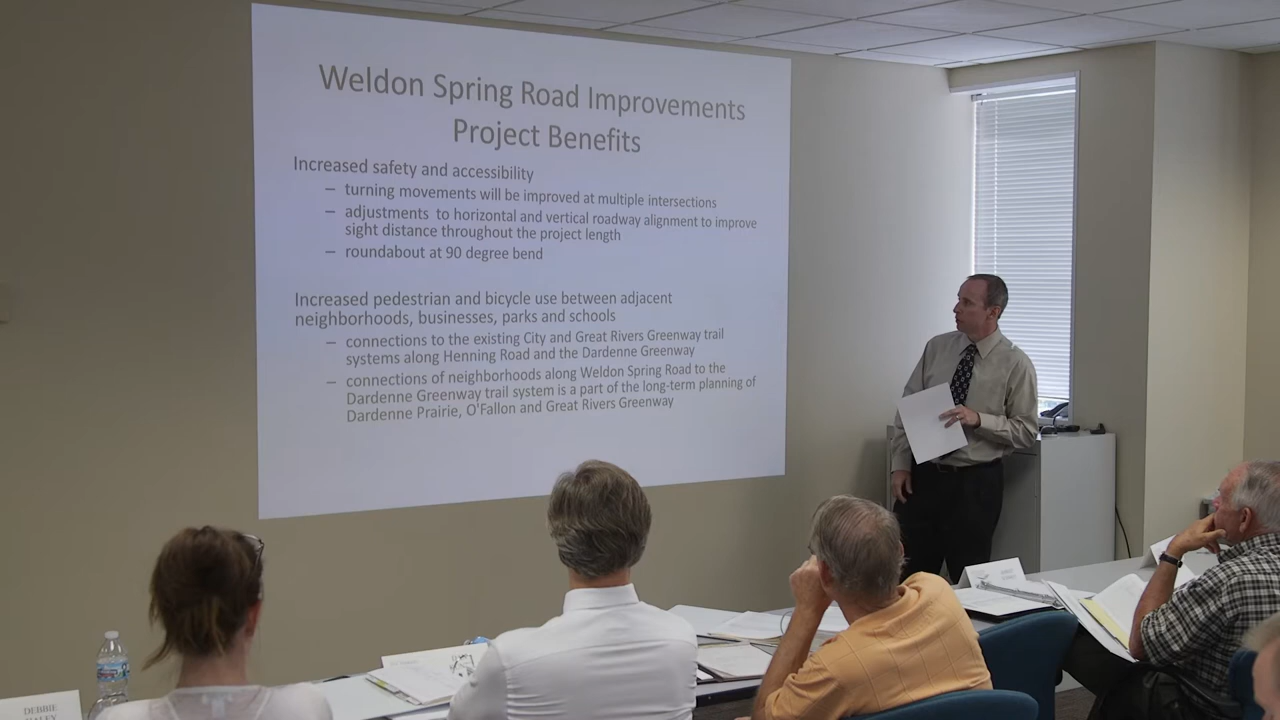 Weldon Spring Road Improvements
Project Benefits
Increased safety and accessibility
– turning movements will be improved at multiple intersections
– adjustments to horizontal and vertical roadway alignment to improve
sight distance throughout the project length
– roundabout at 90 degree bend
Increased pedestrian and bicycle use between adjacent
neighborhoods, businesses, parks and schools
– connections to the existing City and Great Rivers Greenway trail
systems along Henning Road and the Dardenne Greenway
– connections of neighborhoods along Weldon Spring Road to the
Dardenne Greenway trail system is a part of the long-term planning of
Dardenne Prairie, O'Fallon and Great Rivers Greenway
DEBBIE